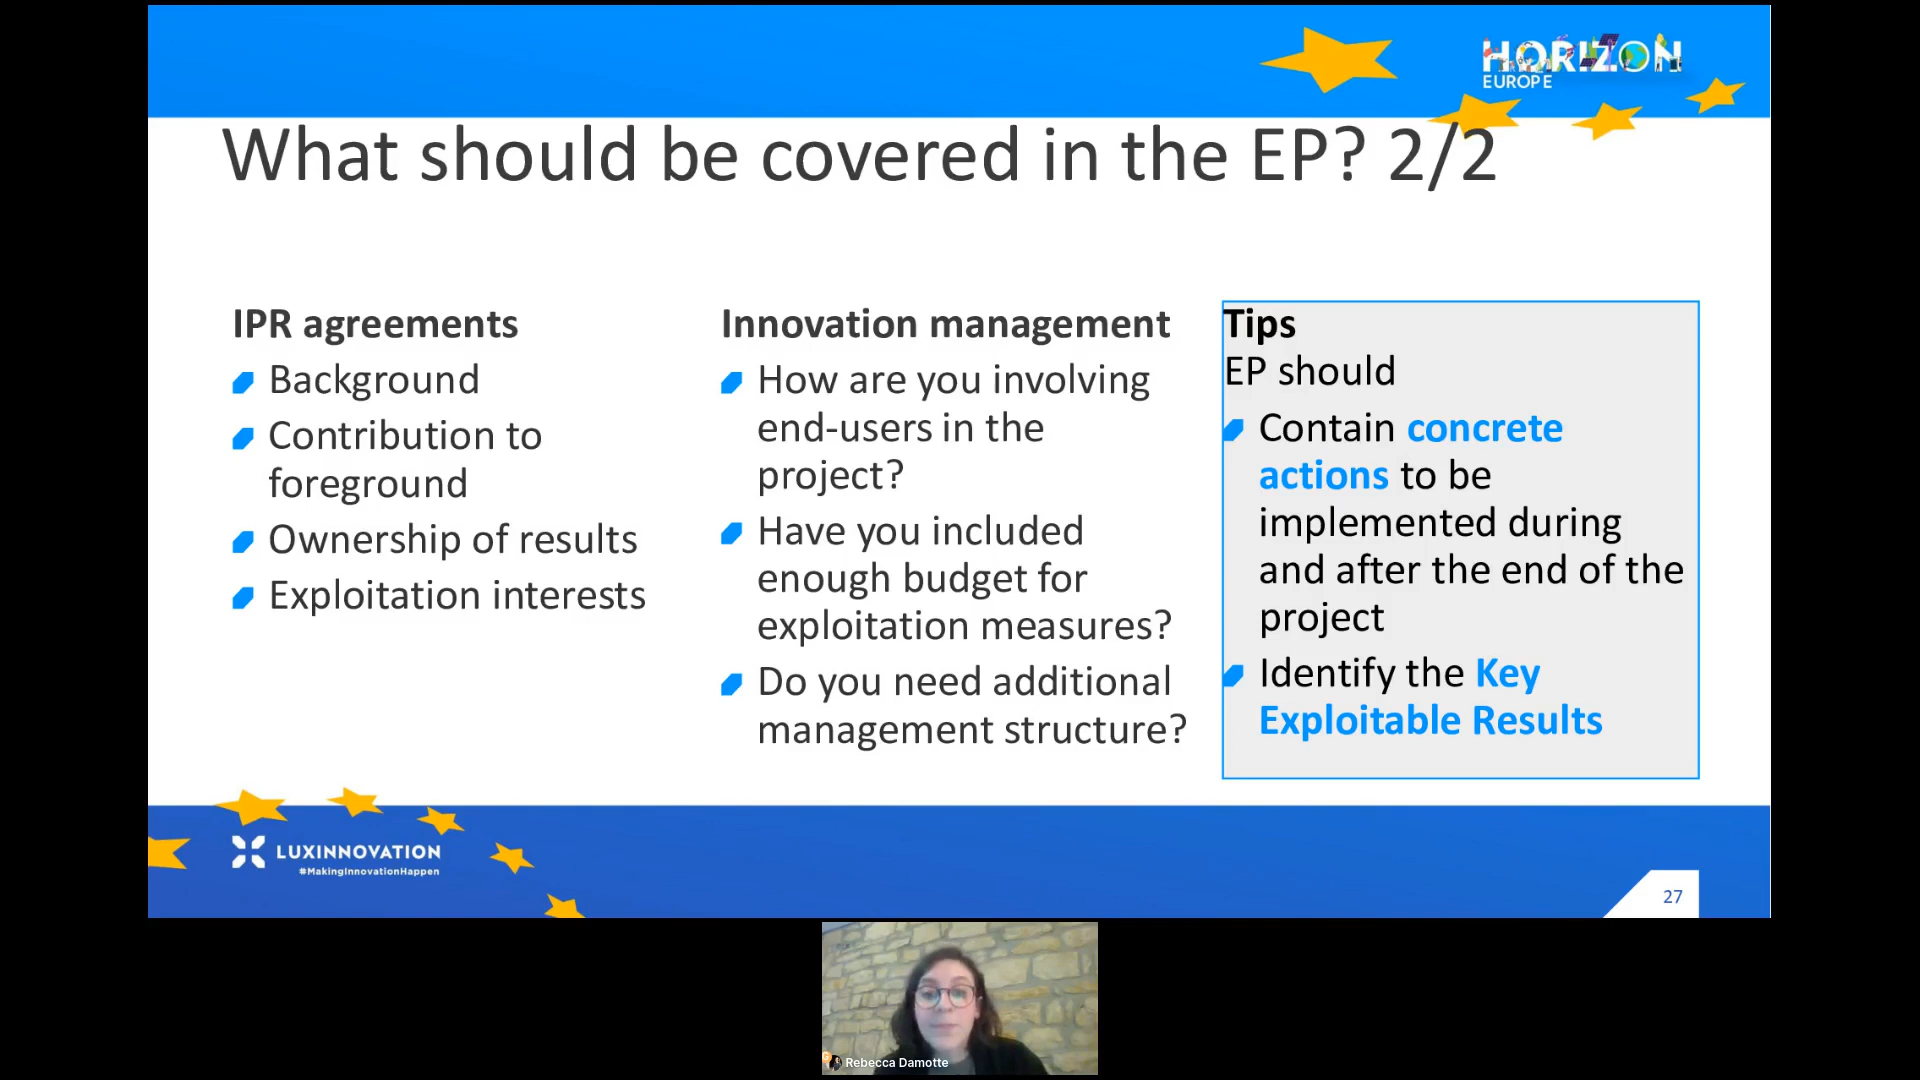 HORIZON
EUROPE
What should be covered in the EP? 2/2
IPR agreements
Background
Contribution to
foreground
Ownership of results
Exploitation interests
Innovation management
How are you involving
end-users in the
project?
Have you included
enough budget for
exploitation measures?
Do you need additional
management structure?
Tips
EP should
Contain concrete
actions to be
implemented during
and after the end of the
project
Identify the Key
Exploitable Results
LUXINNOVATION
#MakingInnovationHappen
27
Rebecca Damotte